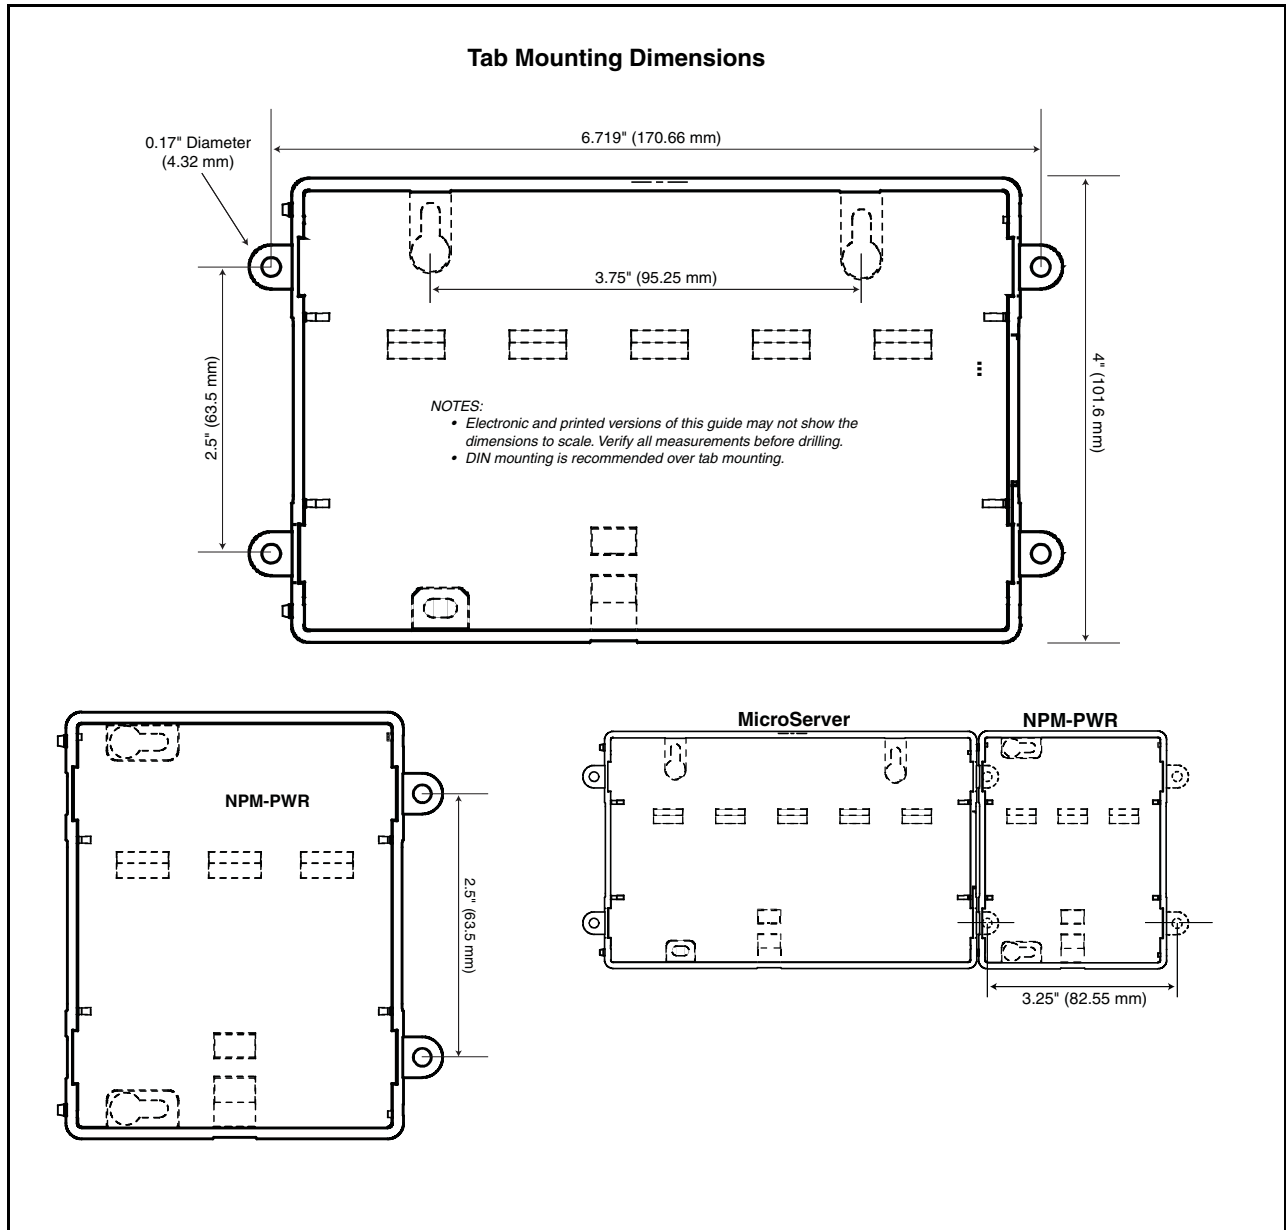 Tab Mounting Dimensions
0.17" Diameter
(4.32 mm)
6.719" (170.66 mm)
3.75" (95.25 mm)
2.5" (63.5 mm)
4" (101.6 mm)
NOTES:
• Electronic and printed versions of this guide may not show the
dimensions to scale. Verify all measurements before drilling.
• DIN mounting is recommended over tab mounting.
NPM-PWR
2.5" (63.5 mm)
MicroServer
NPM-PWR
3.25" (82.55 mm)